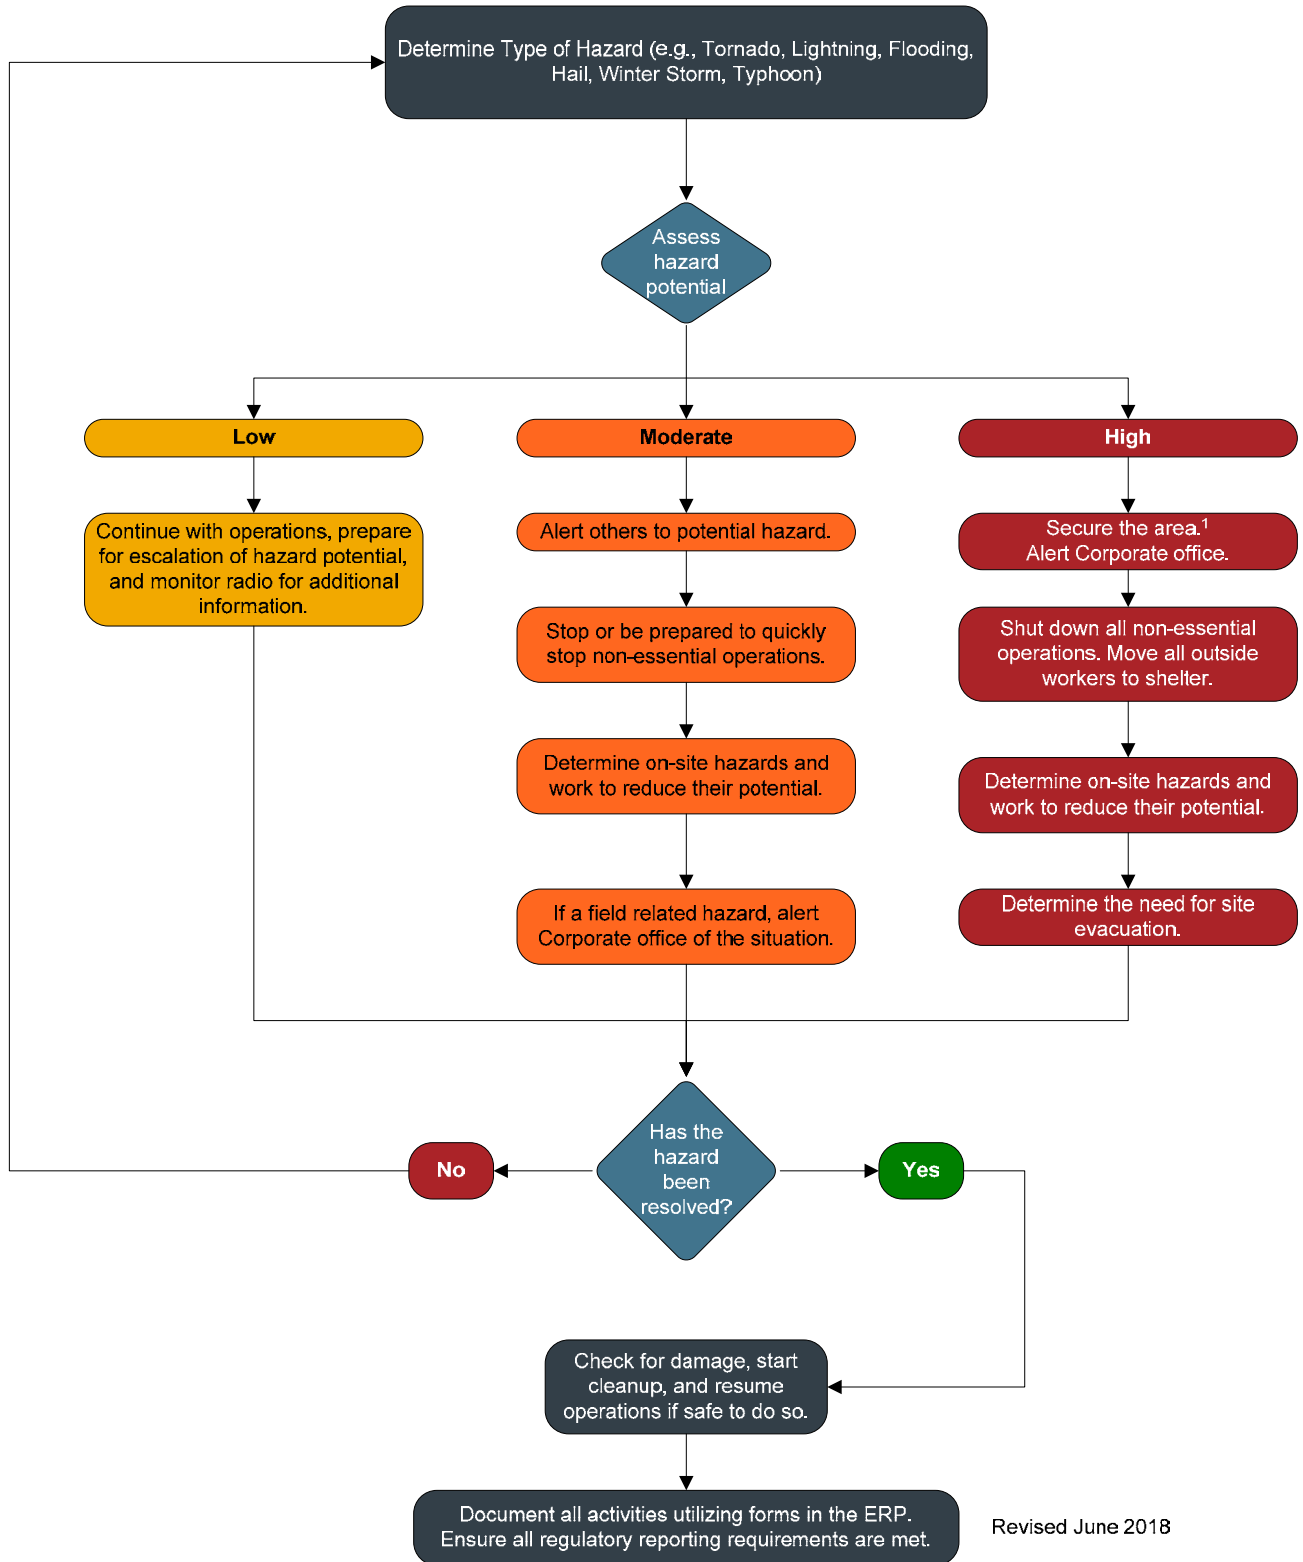 Determine Type of Hazard (e.g., Tornado, Lightning, Flooding,
Hail, Winter Storm, Typhoon)
Assess
hazard
potential
Low
Moderate
High
Continue with operations, prepare
for escalation of hazard potential,
and monitor radio for additional
information.
Alert others to potential hazard.
Stop or be prepared to quickly
stop non-essential operations.
Determine on-site hazards and
work to reduce their potential.
If a field related hazard, alert
Corporate office of the situation.
Secure the area.¹
Alert Corporate office.
Shut down all non-essential
operations. Move all outside
workers to shelter.
Determine on-site hazards and
work to reduce their potential.
Determine the need for site
evacuation.
Has the
hazard
been
resolved?
No
Yes
Check for damage, start
cleanup, and resume
operations if safe to do so.
Document all activities utilizing forms in the ERP.
Ensure all regulatory reporting requirements are met.
Revised June 2018